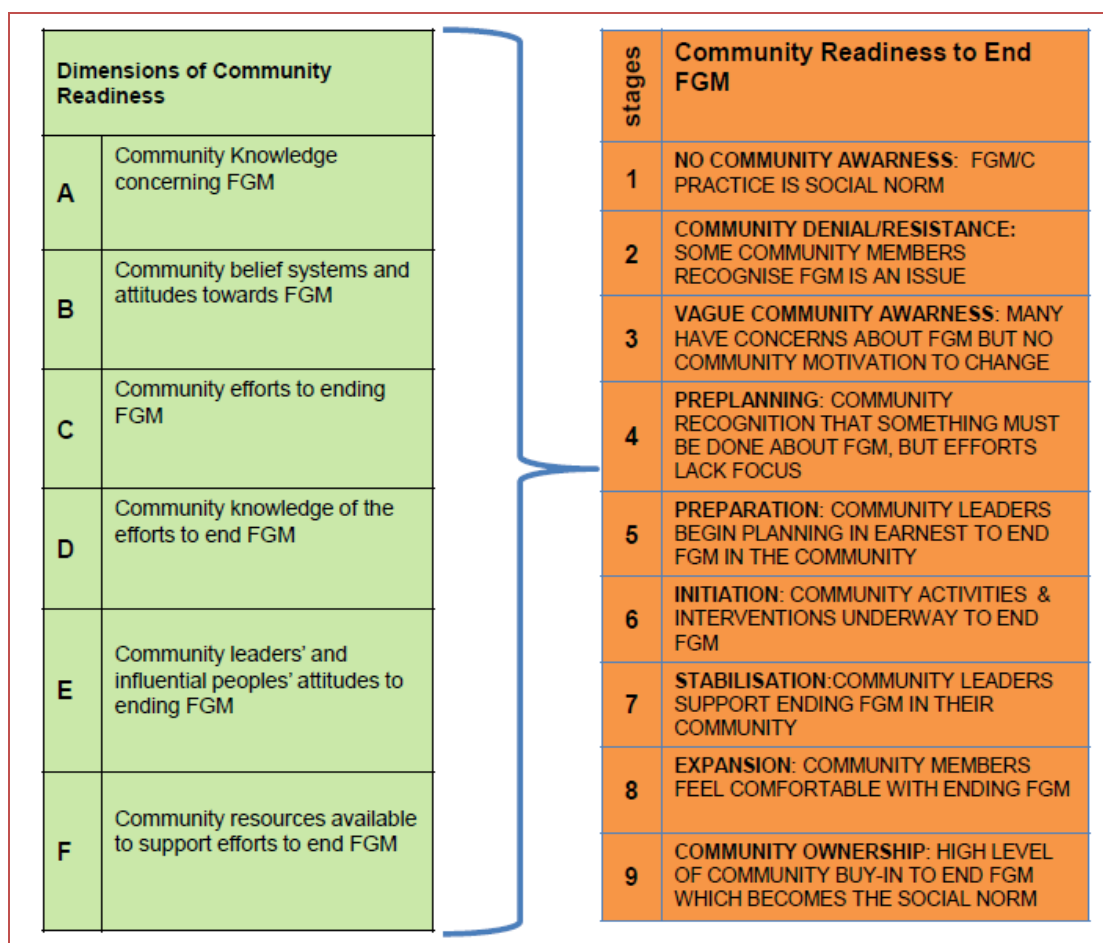 Dimensions of Community
Readiness
A
Community Knowledge
concerning FGM
B
Community belief systems and
attitudes towards FGM
C
Community efforts to ending
FGM
D
Community knowledge of the
efforts to end FGM
E
Community leaders' and
influential peoples' attitudes to
ending FGM
F
Community resources available
to support efforts to end FGM
stages
Community Readiness to End
FGM
1
NO COMMUNITY AWARNESS: FGM/C
PRACTICE IS SOCIAL NORM
2
COMMUNITY DENIAL/RESISTANCE:
SOME COMMUNITY MEMBERS
RECOGNISE FGM IS AN ISSUE
3
VAGUE COMMUNITY AWARNESS: MANY
HAVE CONCERNS ABOUT FGM BUT NO
COMMUNITY MOTIVATION TO CHANGE
4
PREPLANNING: COMMUNITY
RECOGNITION THAT SOMETHING MUST
BE DONE ABOUT FGM, BUT EFFORTS
LACK FOCUS
5
PREPARATION: COMMUNITY LEADERS
BEGIN PLANNING IN EARNEST TO END
FGM IN THE COMMUNITY
6
INITIATION: COMMUNITY ACTIVITIES &
INTERVENTIONS UNDERWAY TO END
FGM
7
STABILISATION:COMMUNITY LEADERS
SUPPORT ENDING FGM IN THEIR
COMMUNITY
8
EXPANSION: COMMUNITY MEMBERS
FEEL COMFORTABLE WITH ENDING FGM
9
COMMUNITY OWNERSHIP: HIGH LEVEL
OF COMMUNITY BUY-IN TO END FGM
WHICH BECOMES THE SOCIAL NORM